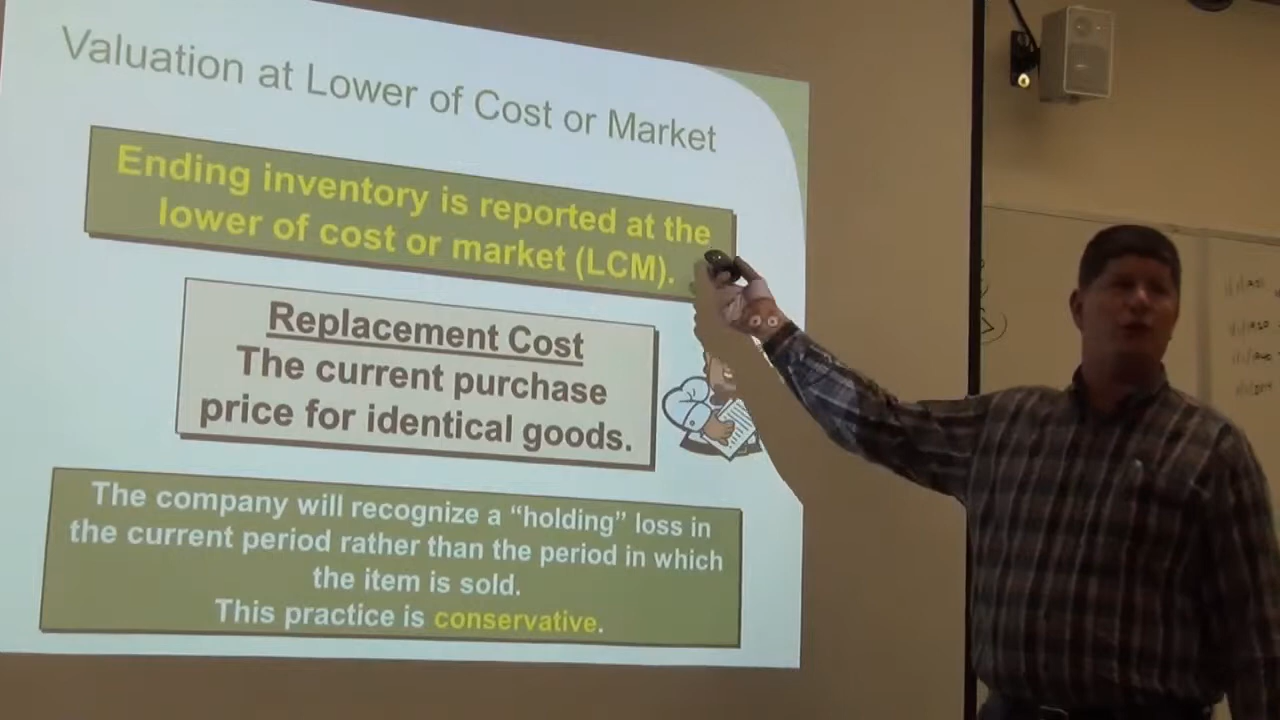 Valuation at Lower of Cost or Market
Ending inventory is reported at the
lower of cost or market (LCM).
Replacement Cost
The current purchase
price for identical goods.
The company will recognize a “holding” loss in
the current period rather than the period in which
the item is sold.
This practice is conservative.